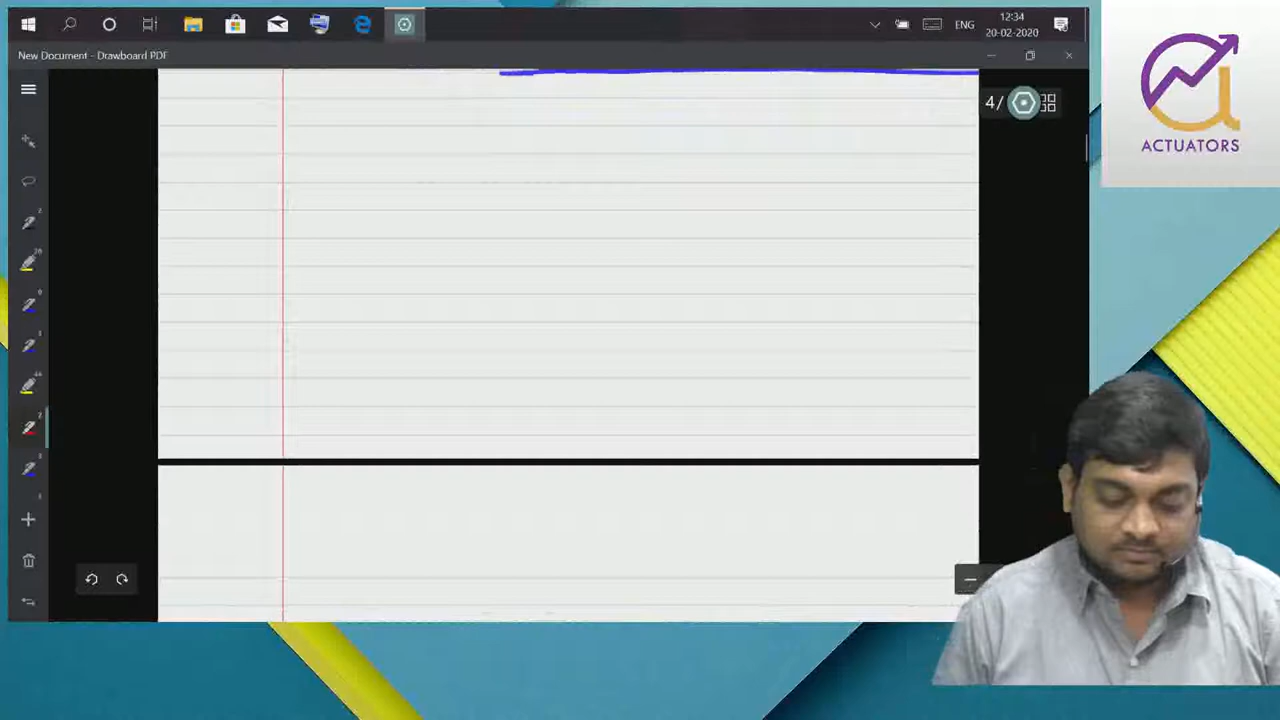 ENG
12:34
20-02-2020
New Document - Drawboard PDF
4/
ACTUATORS